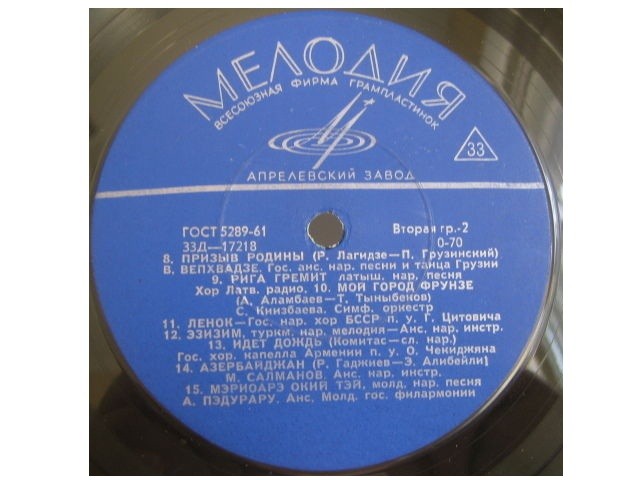 МЕЛОДИЯ
ВСЕСОЮЗНАЯ ФИРМА ГРАМПЛАСТИНОК
33
АПРЕЛЕВСКИЙ ЗАВОД
ГОСТ 5289-61 Вторая гр.-2
33Д—17218 0-70
8. ПРИЗЫВ РОДИНЫ (Р. Лагидзе—П. Грузинский)
В. ВЕПХВАДЗЕ. Гос. анс. нар. песни и танца Грузии
9. РИГА ГРЕМИТ латыш. нар. песня
Хор Латв. радио. 10. МОЙ ГОРОД ФРУНЗЕ
(А. Аламбаев—Т. Тыныбеков)
С. Киизбаева. Симф. оркестр
11. ЛЕНОК—Гос. нар. хор БССР п. у. Г. Цитовича
12. ЭЗИЗИМ, туркм. нар. мелодия—Анс. нар. инстр.
13. ИДЕТ ДОЖДЬ (Комитас—сл. нар.)
Гос. хор. капелла Армении п. у. О. Чекиджяна
14. АЗЕРБАЙДЖАН (Р. Гаджиев—Э. Алибейли)
М. САЛМАНОВ. Анс. нар. инстр.
15. МЭРИОАРЭ ОКИЙ ТЭЙ, молд. нар. песня
А. ПЭДУРАРУ. Анс. Молд. гос. филармонии